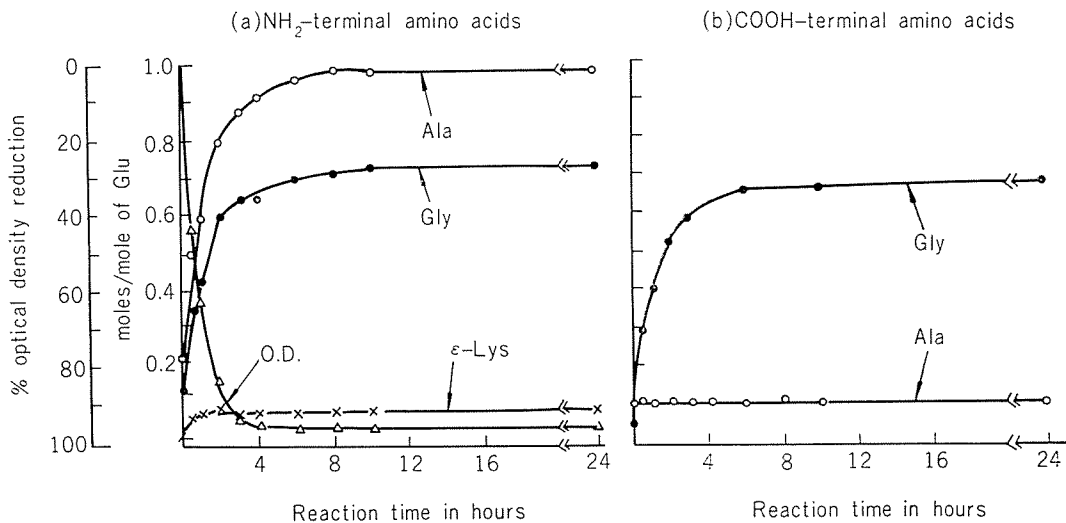 (a)NH2-terminal amino acids
(b)COOH-terminal amino acids
% optical density reduction
0
20
40
60
80
100
moles/mole of Glu
1.0
0.8
0.6
0.4
0.2
Ala
Gly
ε-Lys
O.D.
4
8
12
16
24
Reaction time in hours
Gly
Ala
4
8
12
16
24
Reaction time in hours